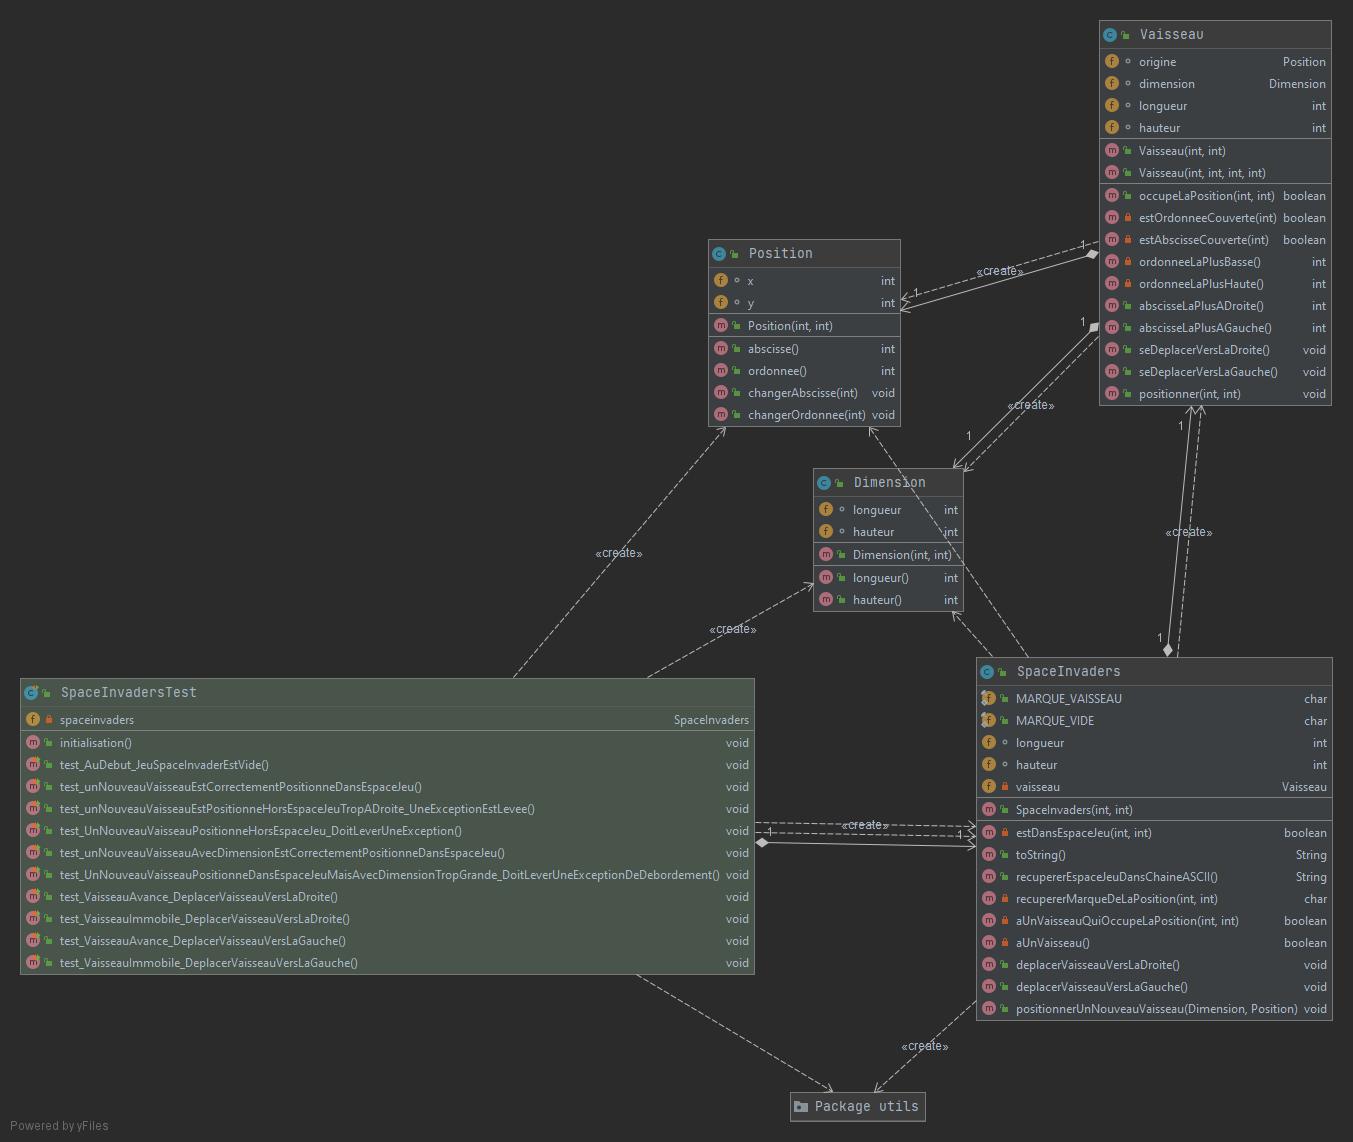 Vaisseau
origine Position
dimension Dimension
longueur int
hauteur int
Vaisseau(int, int)
Vaisseau(int, int, int, int)
occupeLaPosition(int, int) boolean
estOrdonneeCouverte(int) boolean
estAbscisseCouverte(int) boolean
ordonneeLaPlusBasse() int
ordonneeLaPlusHaute() int
abscisseLaPlusADroite() int
abscisseLaPlusAGauche() int
seDeplacerVersLaDroite() void
seDeplacerVersLaGauche() void
positionner(int, int) void
1
«create»
1
Position
x int
y int
Position(int, int)
abscisse() int
ordonnee() int
changerAbscisse(int) void
changerOrdonnee(int) void
1
«create»
1
Dimension
longueur int
hauteur int
Dimension(int, int)
longueur() int
hauteur() int
1
«create»
1
«create»
«create»
SpaceInvadersTest
spaceinvaders SpaceInvaders
initialisation() void
test_AuDebut_JeuSpaceInvaderEstVide() void
test_unNouveauVaisseauEstCorrectementPositionneDansEspaceJeu() void
test_unNouveauVaisseauEstPositionneHorsEspaceJeuTropADroite_UneExceptionEstLevee() void
test_UnNouveauVaisseauPositionneHorsEspaceJeu_DoitLeverUneException() void
test_unNouveauVaisseauAvecDimensionEstCorrectementPositionneDansEspaceJeu() void
test_UnNouveauVaisseauPositionneDansEspaceJeuMaisAvecDimensionTropGrande_DoitLeverUneExceptionDeDebordement() void
test_VaisseauAvance_DeplacerVaisseauVersLaDroite() void
test_VaisseauImmobile_DeplacerVaisseauVersLaDroite() void
test_VaisseauAvance_DeplacerVaisseauVersLaGauche() void
test_VaisseauImmobile_DeplacerVaisseauVersLaGauche() void
1
«create»
1
SpaceInvaders
MARQUE_VAISSEAU char
MARQUE_VIDE char
longueur int
hauteur int
vaisseau Vaisseau
SpaceInvaders(int, int)
estDansEspaceJeu(int, int) boolean
toString() String
recupererEspaceJeuDansChaineASCII() String
recupererMarqueDeLaPosition(int, int) char
aUnVaisseauQuiOccupeLaPosition(int, int) boolean
aUnVaisseau() boolean
deplacerVaisseauVersLaDroite() void
deplacerVaisseauVersLaGauche() void
positionnerUnNouveauVaisseau(Dimension, Position) void
«create»
Package utils
Powered by yFiles